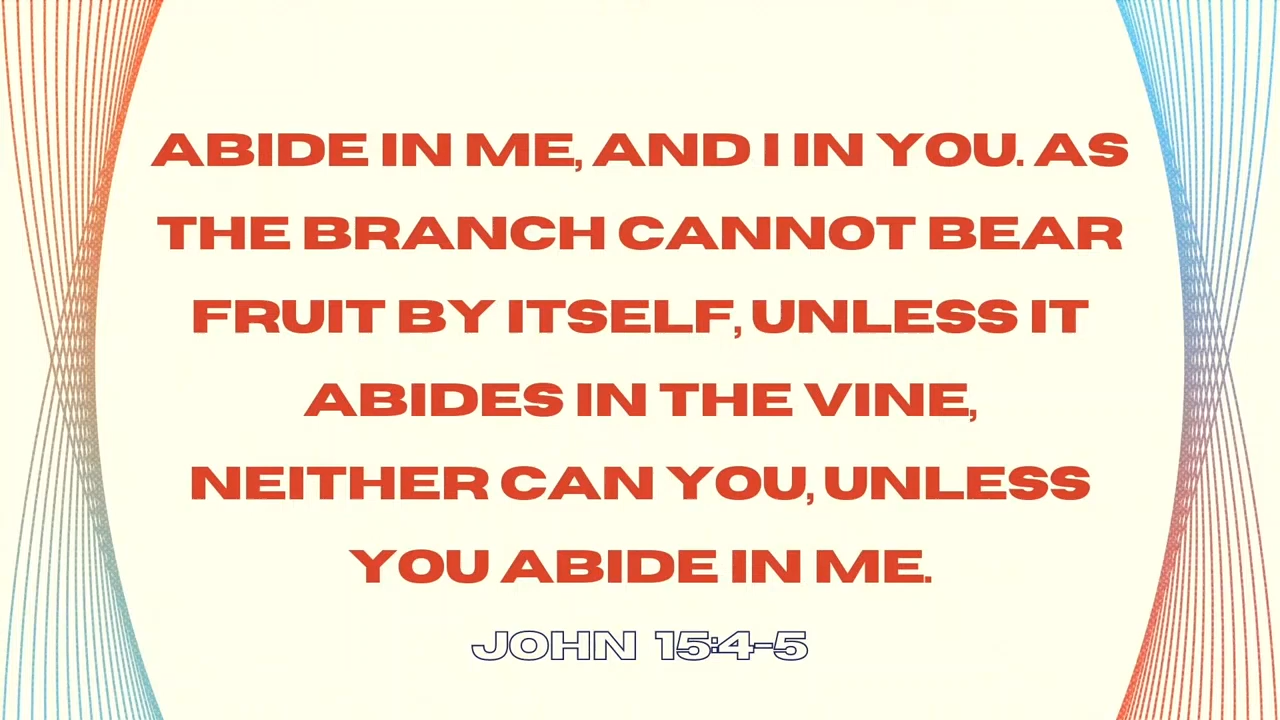 ABIDE IN ME, AND I IN YOU. AS
THE BRANCH CANNOT BEAR
FRUIT BY ITSELF, UNLESS IT
ABIDES IN THE VINE,
NEITHER CAN YOU, UNLESS
YOU ABIDE IN ME.
JOHN 15:4-5